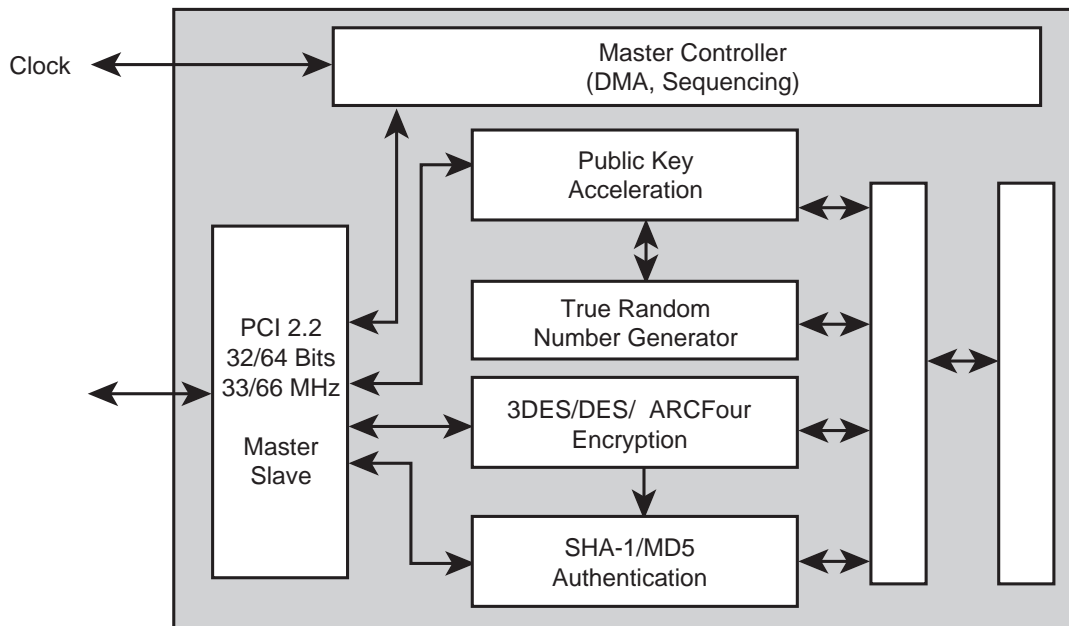 Clock
Master Controller
(DMA, Sequencing)
Public Key
Acceleration
True Random
Number Generator
PCI 2.2
32/64 Bits
33/66 MHz
Master
Slave
3DES/DES/ ARCFour
Encryption
SHA-1/MD5
Authentication